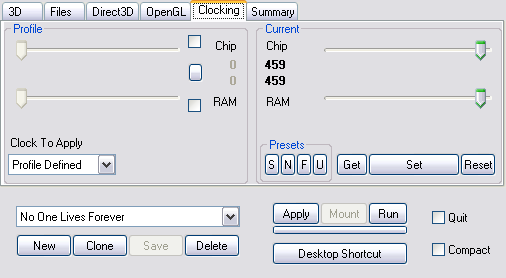 3D Files Direct3D OpenGL Clocking Summary
Profile
Chip
0
0
RAM
Clock To Apply
Profile Defined
Current
Chip
459
459
RAM
Presets
S N F U
Get Set Reset
No One Lives Forever
New Clone Save Delete
Apply Mount Run
Desktop Shortcut
Quit
Compact